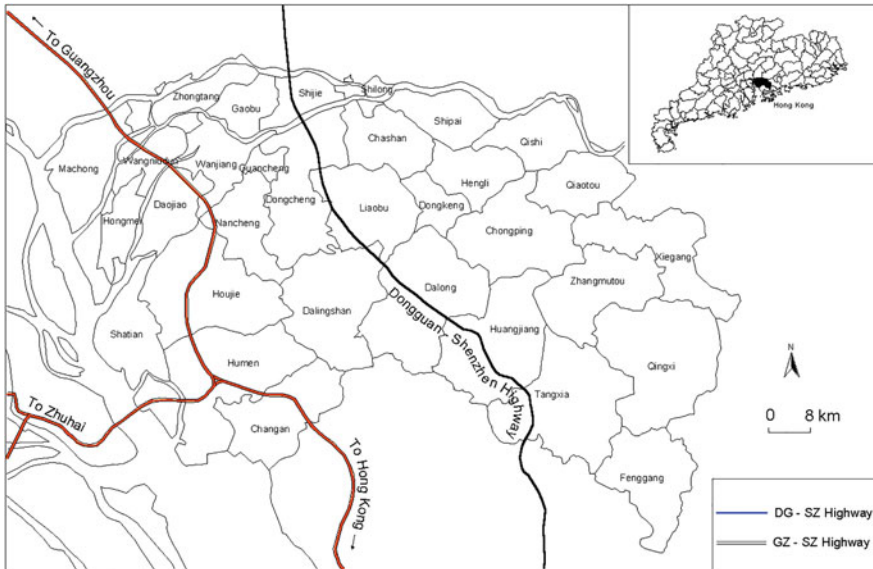 ← To Guangzhou
Zhongtang
Gaobu
Shijie
Shilong
Hong Kong
Chashan
Shipai
Qishi
Machong
Wanjiang
Guancheng
Hengli
Qiaotou
Hongmei
Daojiao
Nancheng
Dongcheng
Liaobu
Dongkeng
Chongping
Xiegang
Houjie
Dalingshan
Dalong
Zhangmutou
Shatian
Huangjiang
Dongguan - Shenzhen Highway
Humen
Qingxi
N
Tangxia
To Zhuhai
Changan
0 8 km
To Hong Kong →
Fenggang
DG - SZ Highway
GZ - SZ Highway